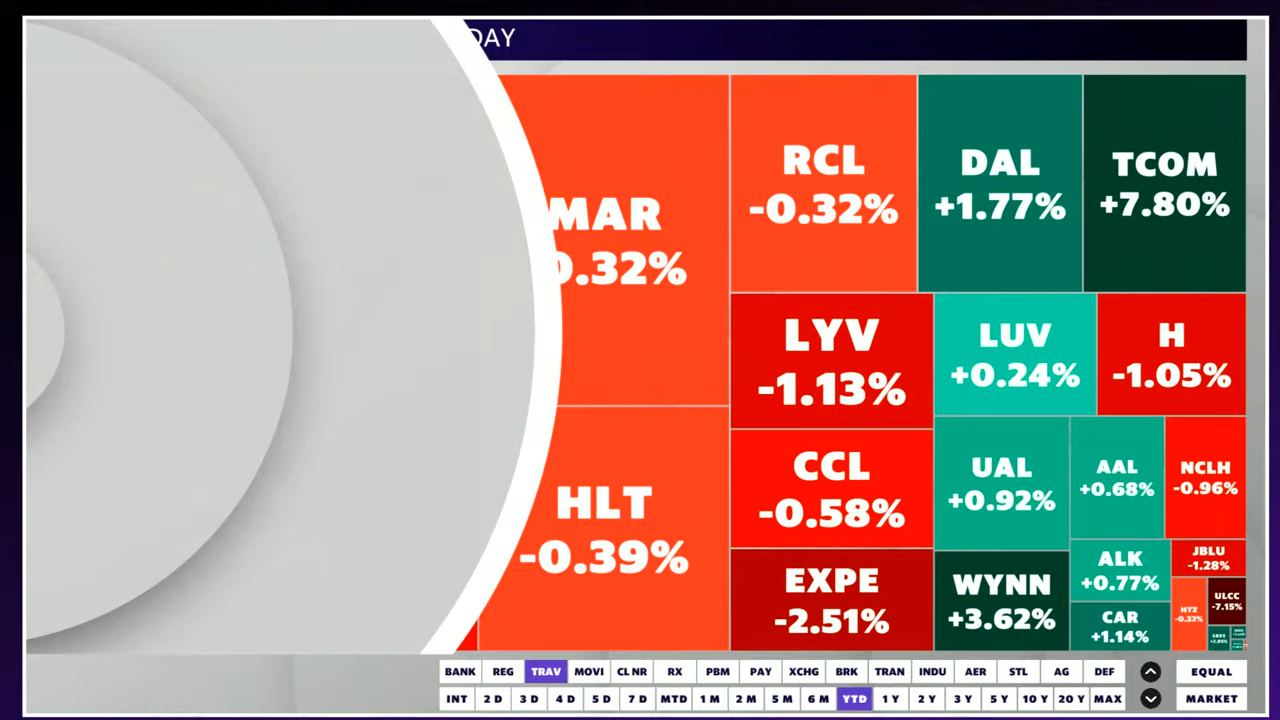 DAY
MAR
0.32%
HLT
-0.39%
RCL
-0.32%
DAL
+1.77%
TCOM
+7.80%
LYV
-1.13%
LUV
+0.24%
H
-1.05%
CCL
-0.58%
UAL
+0.92%
AAL
+0.68%
NCLH
-0.96%
EXPE
-2.51%
WYNN
+3.62%
ALK
+0.77%
JBLU
-1.28%
CAR
+1.14%
HTZ
-0.32%
ULCC
-7.15%
SAVE
BANK REG TRAV MOVI CL NR RX PBM PAY XCHG BRK TRAN INDU AER STL AG DEF EQUAL
INT 2 D 3 D 4 D 5 D 7 D MTD 1 M 2 M 5 M 6 M YTD 1 Y 2 Y 3 Y 5 Y 10 Y 20 Y MAX MARKET